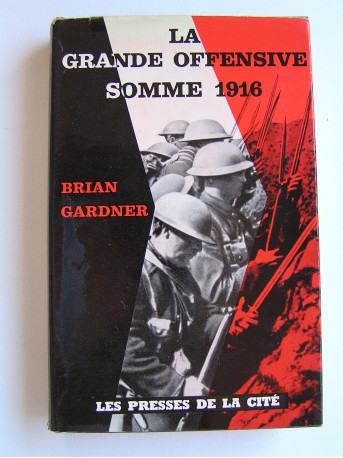 LA
GRANDE OFFENSIVE
SOMME 1916
BRIAN
GARDNER
LES PRESSES DE LA CITÉ